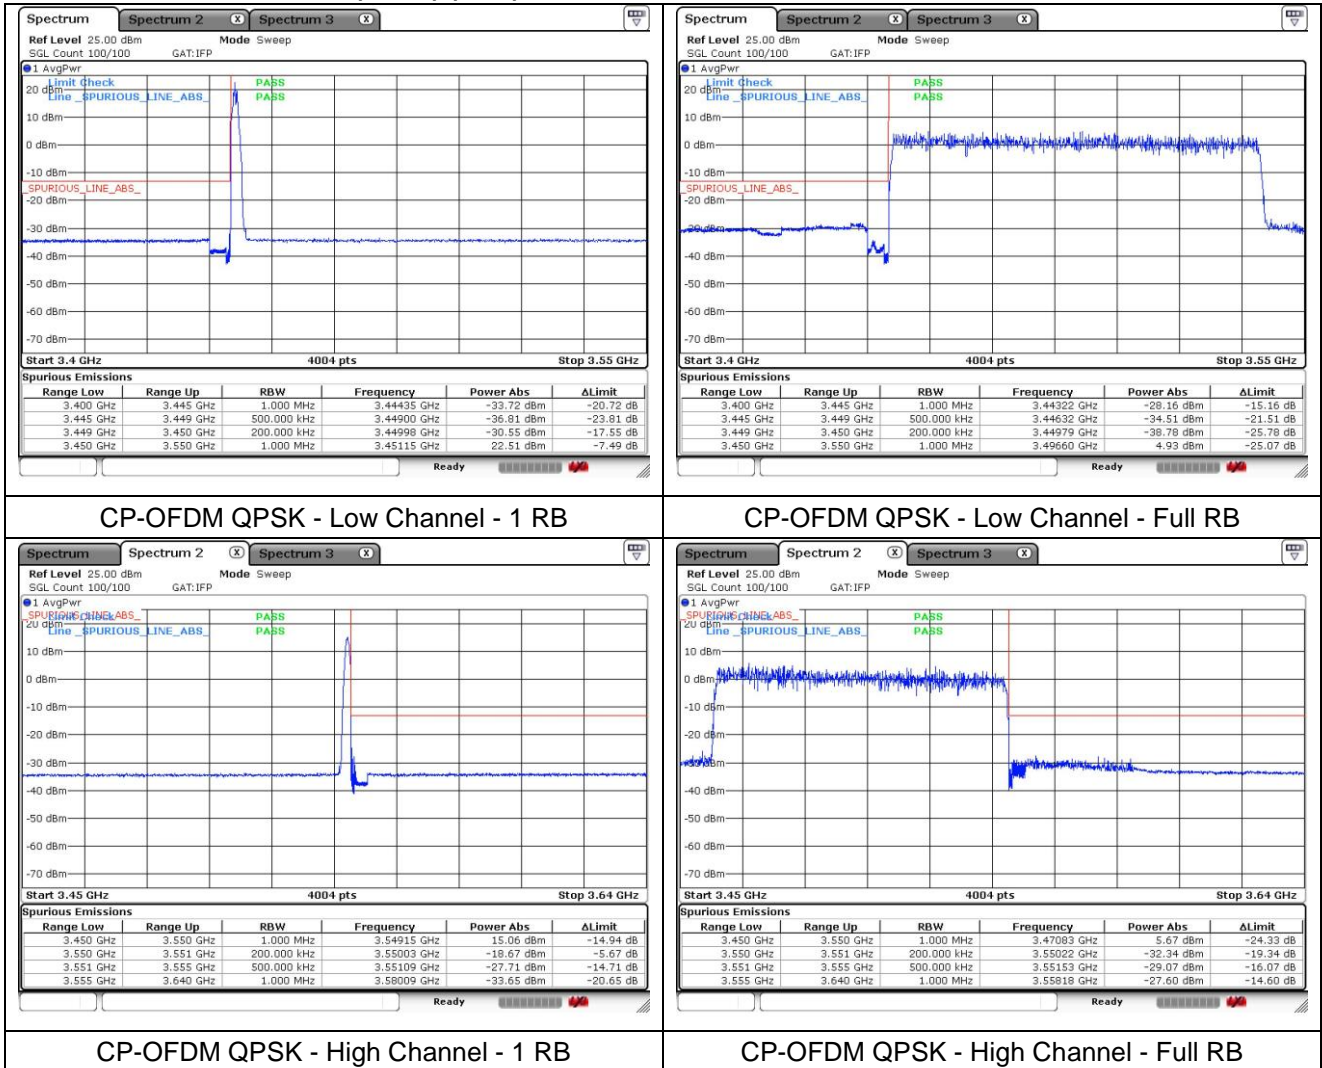 Spectrum Spectrum 2 X Spectrum 3 X
Ref Level 25.00 dBm Mode Sweep
SGL Count 100/100 GAT:IFP
1 AvgPwr
Limit Check PASS
20 dBm
Line _SPURIOUS_LINE_ABS_ PASS
10 dBm
0 dBm
-10 dBm
_SPURIOUS_LINE_ABS_
-20 dBm
-30 dBm
-40 dBm
-50 dBm
-60 dBm
-70 dBm
Start 3.4 GHz 4004 pts Stop 3.55 GHz
Spurious Emissions
Range Low Range Up RBW Frequency Power Abs ΔLimit
3.400 GHz 3.445 GHz 1.000 MHz 3.44435 GHz -33.72 dBm -20.72 dB
3.445 GHz 3.449 GHz 500.000 kHz 3.44900 GHz -36.81 dBm -23.81 dB
3.449 GHz 3.450 GHz 200.000 kHz 3.44998 GHz -30.55 dBm -17.55 dB
3.450 GHz 3.550 GHz 1.000 MHz 3.45115 GHz 22.51 dBm -7.49 dB
Ready
CP-OFDM QPSK - Low Channel - 1 RB
Spectrum Spectrum 2 X Spectrum 3 X
Ref Level 25.00 dBm Mode Sweep
SGL Count 100/100 GAT:IFP
1 AvgPwr
Limit Check PASS
20 dBm
Line _SPURIOUS_LINE_ABS_ PASS
10 dBm
0 dBm
-10 dBm
_SPURIOUS_LINE_ABS_
-20 dBm
-30 dBm
-40 dBm
-50 dBm
-60 dBm
-70 dBm
Start 3.4 GHz 4004 pts Stop 3.55 GHz
Spurious Emissions
Range Low Range Up RBW Frequency Power Abs ΔLimit
3.400 GHz 3.445 GHz 1.000 MHz 3.44322 GHz -28.16 dBm -15.16 dB
3.445 GHz 3.449 GHz 500.000 kHz 3.44632 GHz -34.51 dBm -21.51 dB
3.449 GHz 3.450 GHz 200.000 kHz 3.44979 GHz -38.78 dBm -25.78 dB
3.450 GHz 3.550 GHz 1.000 MHz 3.49660 GHz 4.93 dBm -25.07 dB
Ready
CP-OFDM QPSK - Low Channel - Full RB
Spectrum Spectrum 2 X Spectrum 3 X
Ref Level 25.00 dBm Mode Sweep
SGL Count 100/100 GAT:IFP
1 AvgPwr
_SPURIOUS_LINE_ABS_
Limit Check PASS
20 dBm
Line _SPURIOUS_LINE_ABS_ PASS
10 dBm
0 dBm
-10 dBm
-20 dBm
-30 dBm
-40 dBm
-50 dBm
-60 dBm
-70 dBm
Start 3.45 GHz 4004 pts Stop 3.64 GHz
Spurious Emissions
Range Low Range Up RBW Frequency Power Abs ΔLimit
3.450 GHz 3.550 GHz 1.000 MHz 3.54915 GHz 15.06 dBm -14.94 dB
3.550 GHz 3.551 GHz 200.000 kHz 3.55003 GHz -18.67 dBm -5.67 dB
3.551 GHz 3.555 GHz 500.000 kHz 3.55109 GHz -27.71 dBm -14.71 dB
3.555 GHz 3.640 GHz 1.000 MHz 3.58009 GHz -33.65 dBm -20.65 dB
Ready
CP-OFDM QPSK - High Channel - 1 RB
Spectrum Spectrum 2 X Spectrum 3 X
Ref Level 25.00 dBm Mode Sweep
SGL Count 100/100 GAT:IFP
1 AvgPwr
_SPURIOUS_LINE_ABS_
Limit Check PASS
20 dBm
Line _SPURIOUS_LINE_ABS_ PASS
10 dBm
0 dBm
-10 dBm
-20 dBm
-30 dBm
-40 dBm
-50 dBm
-60 dBm
-70 dBm
Start 3.45 GHz 4004 pts Stop 3.64 GHz
Spurious Emissions
Range Low Range Up RBW Frequency Power Abs ΔLimit
3.450 GHz 3.550 GHz 1.000 MHz 3.47083 GHz 5.67 dBm -24.33 dB
3.550 GHz 3.551 GHz 200.000 kHz 3.55022 GHz -32.34 dBm -19.34 dB
3.551 GHz 3.555 GHz 500.000 kHz 3.55153 GHz -29.07 dBm -16.07 dB
3.555 GHz 3.640 GHz 1.000 MHz 3.55818 GHz -27.60 dBm -14.60 dB
Ready
CP-OFDM QPSK - High Channel - Full RB